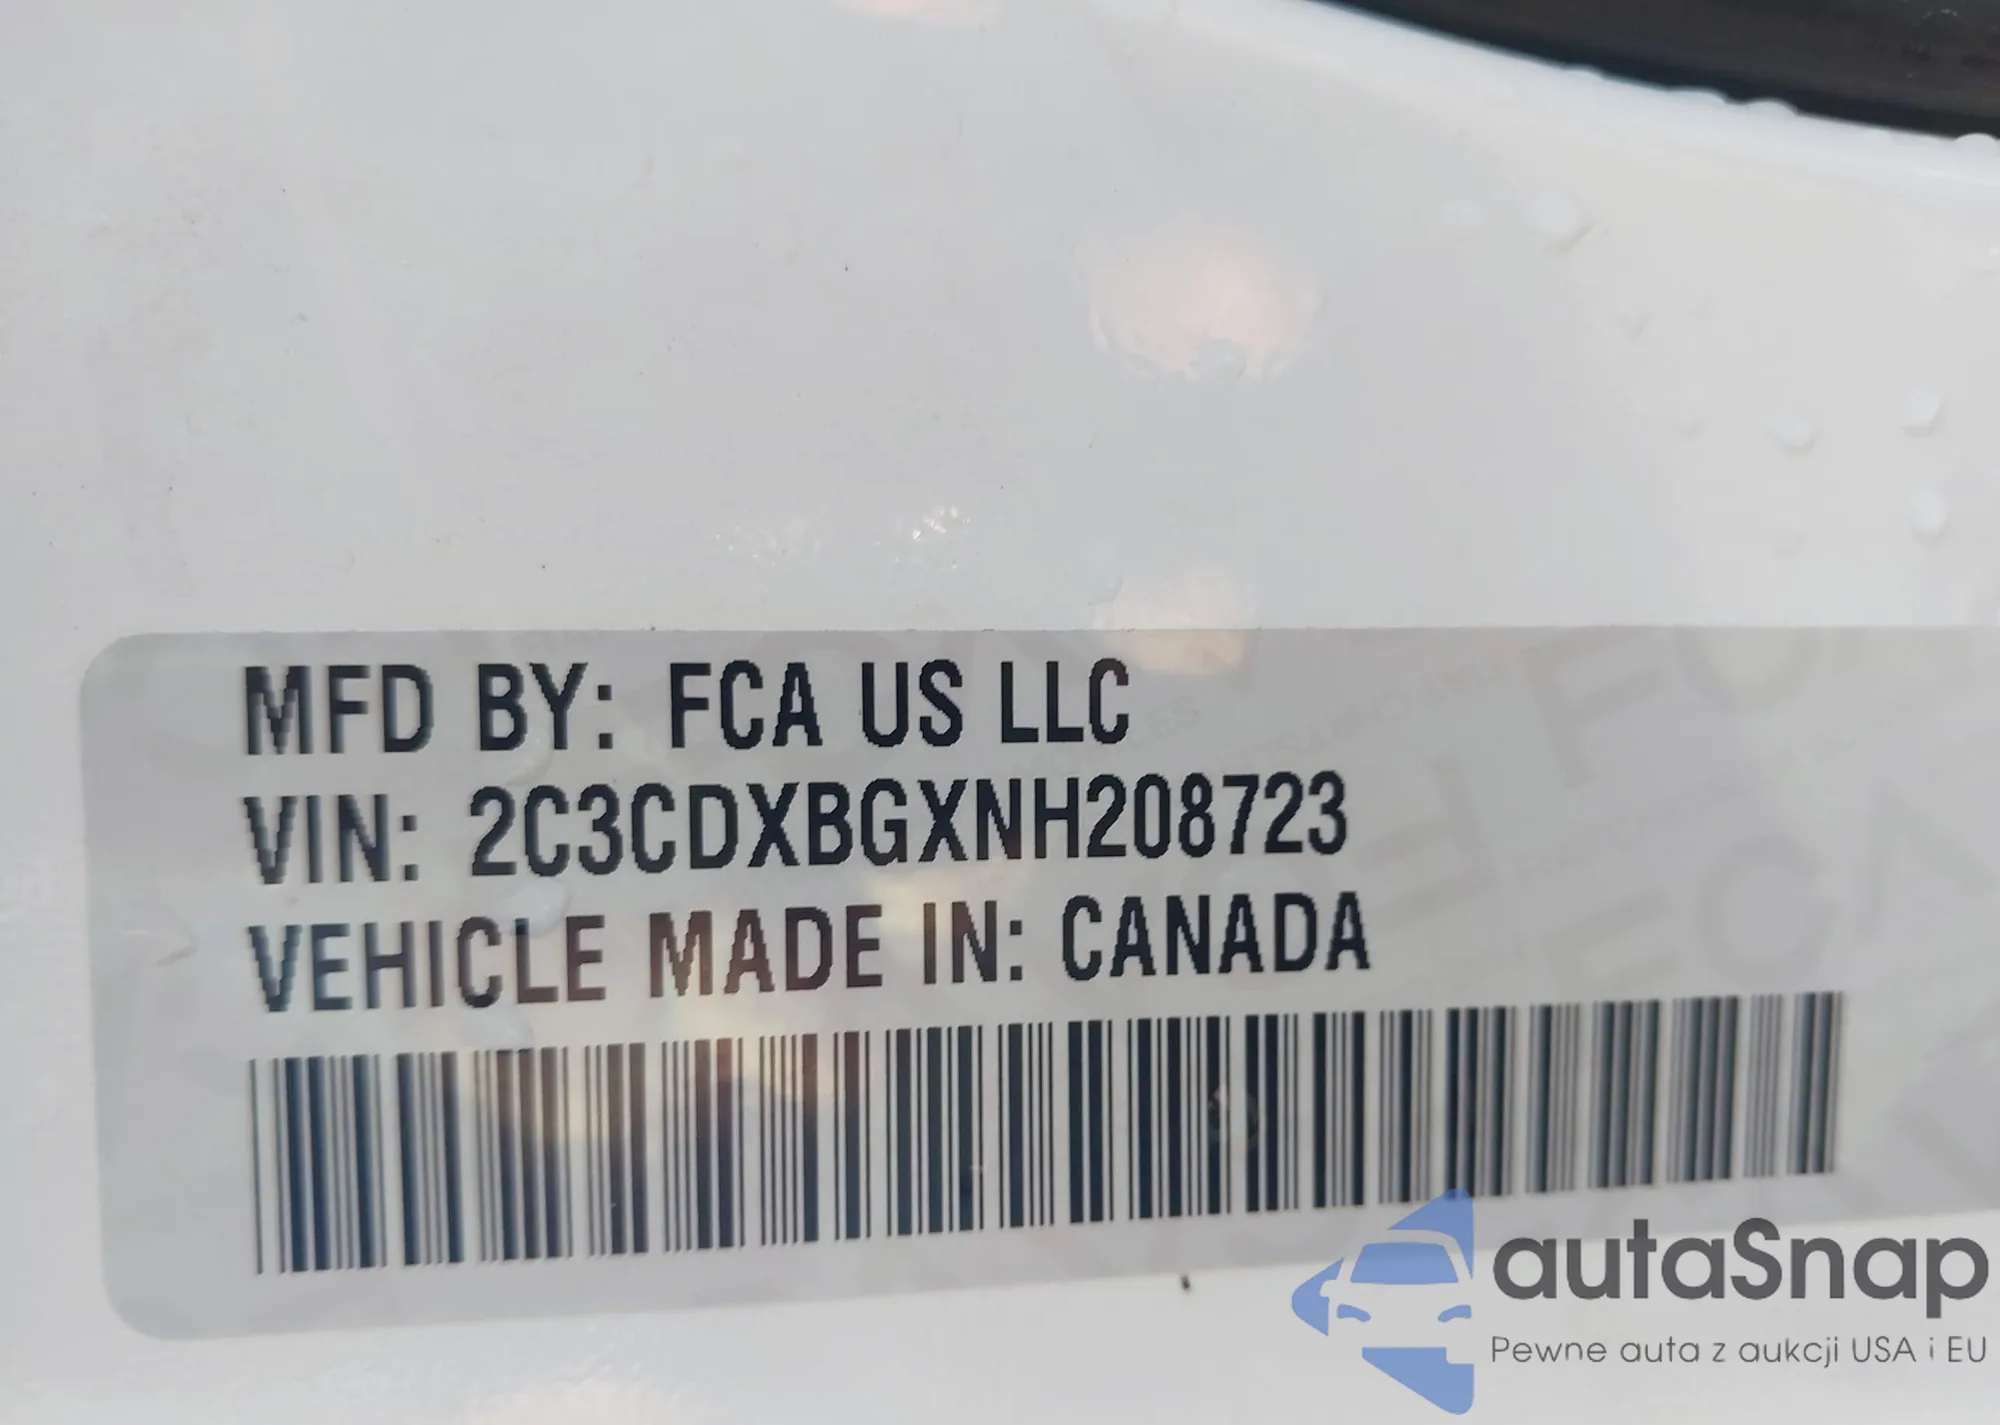 MFD BY: FCA US LLC
VIN: 2C3CDXBGXNH208723
VEHICLE MADE IN: CANADA
autaSnap
Pewne auta z aukcji USA i EU